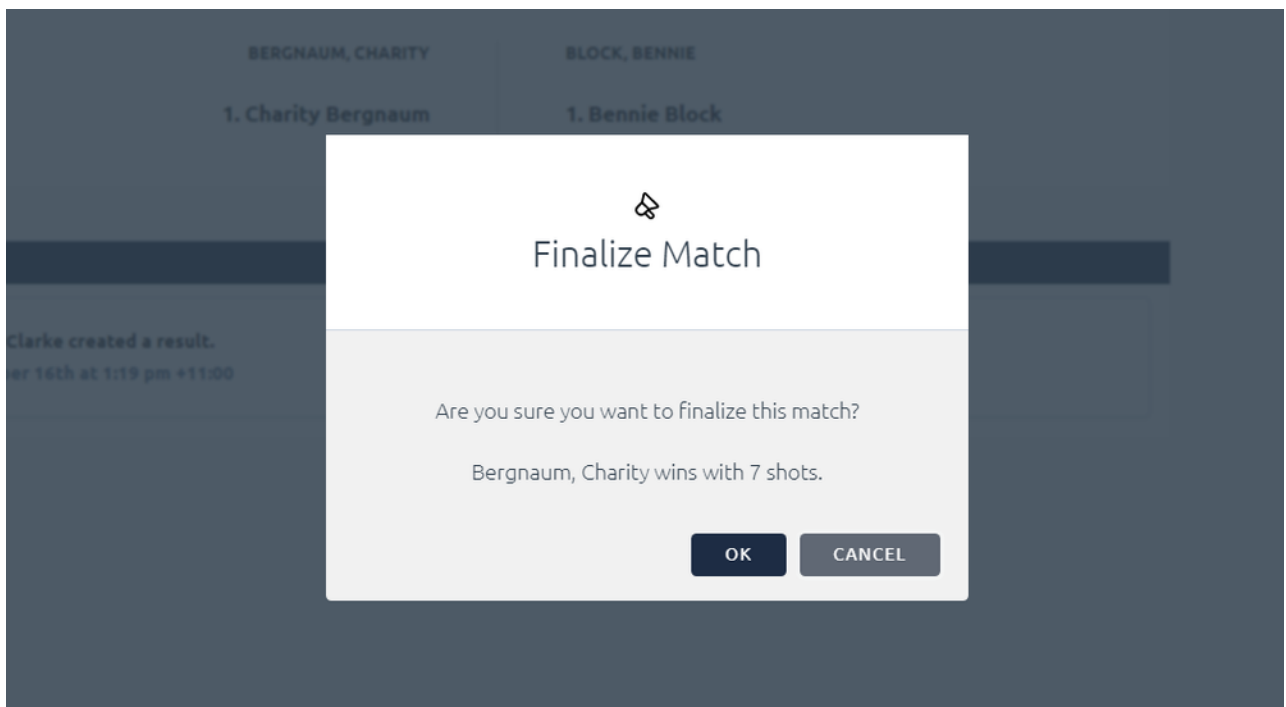 BERGNAUM, CHARITY
BLOCK, BENNIE
1. Charity Bergnaum
1. Bennie Block
Finalize Match
Clarke created a result.
16th at 1:19 pm +11:00
Are you sure you want to finalize this match?
Bergnaum, Charity wins with 7 shots.
OK
CANCEL